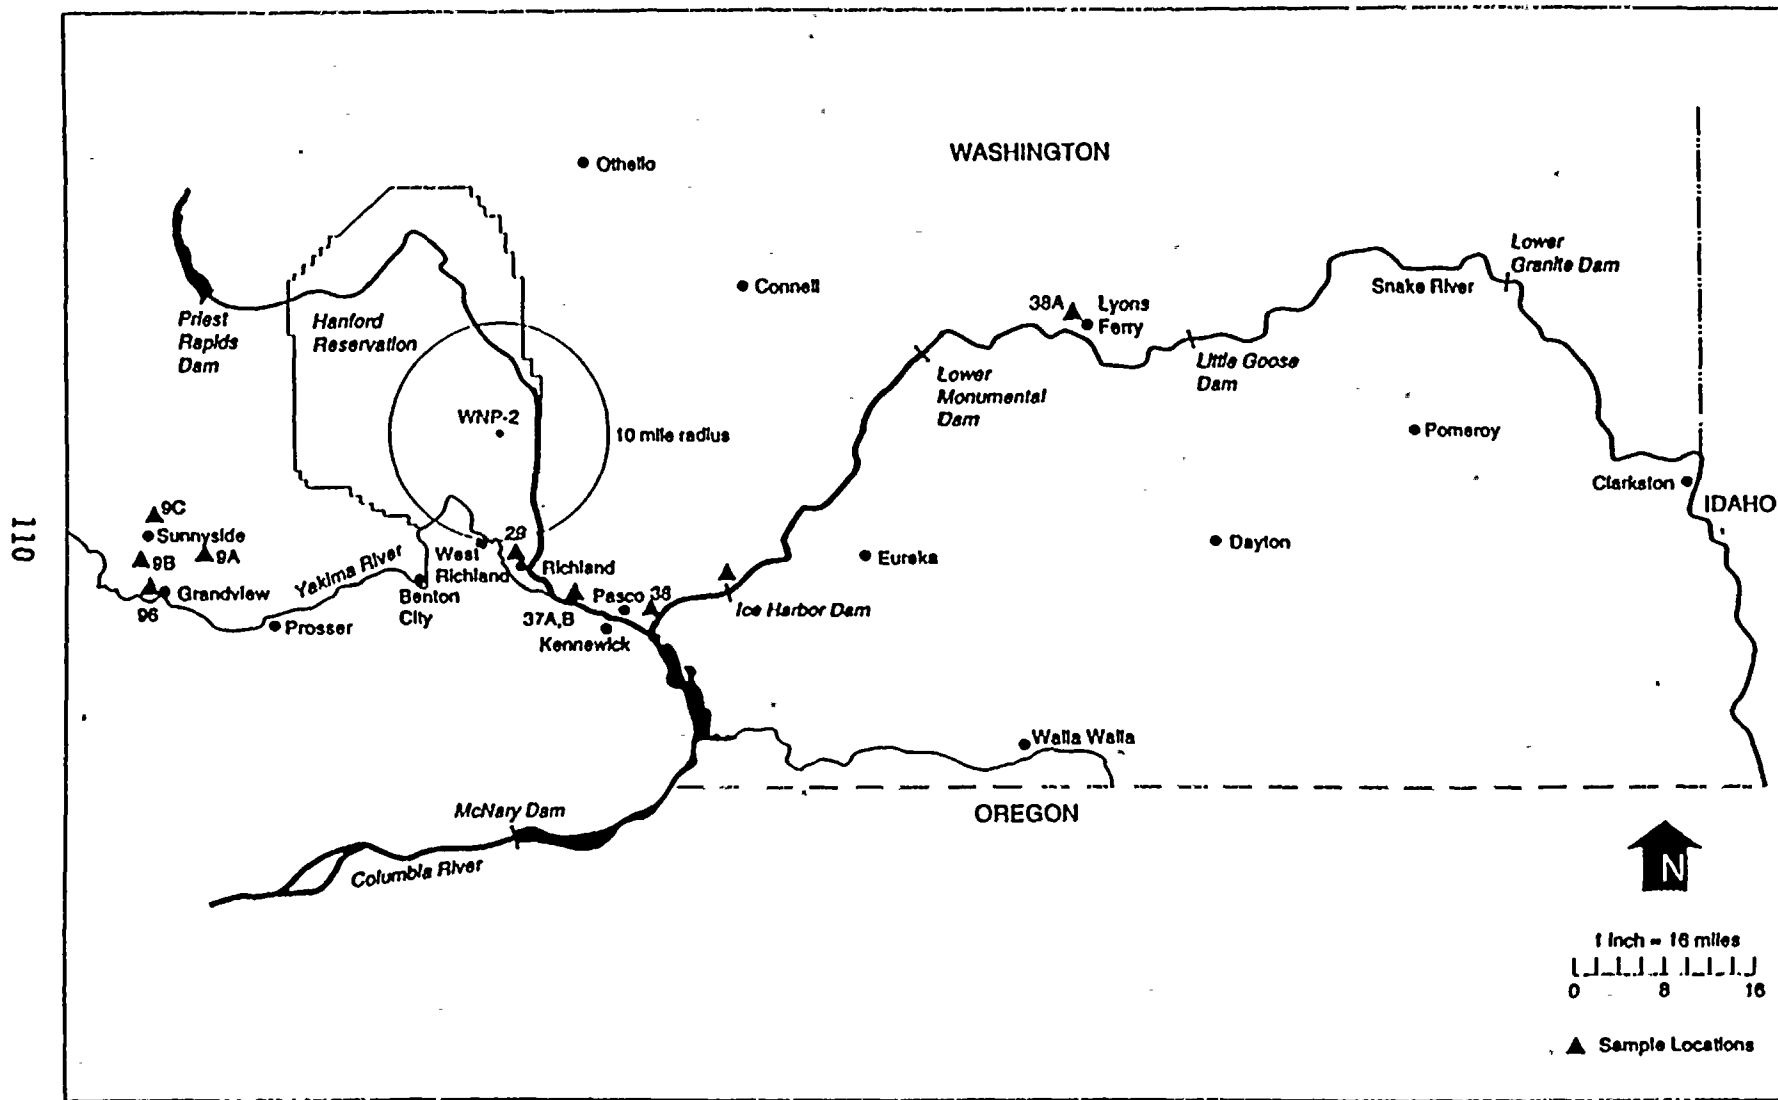 WASHINGTON
Othello
Connell
Lower
Granite Dam
Snake River
38A
Lyons
Ferry
Priest
Rapids
Dam
Hanford
Reservation
Little Goose
Dam
Lower
Monumental
Dam
WNP-2
10 mile radius
Pomeroy
Clarkston
IDAHO
110
9C
Sunnyside
9B
9A
96
Grandview
Yakima River
Prosser
Benton
City
West
Richland
29
Richland
37A,B
Pasco
38
Kennewick
Ice Harbor Dam
Eureka
Dayton
Walla Walla
OREGON
McNary Dam
Columbia River
N
1 inch = 16 miles
0 8 16
Sample Locations